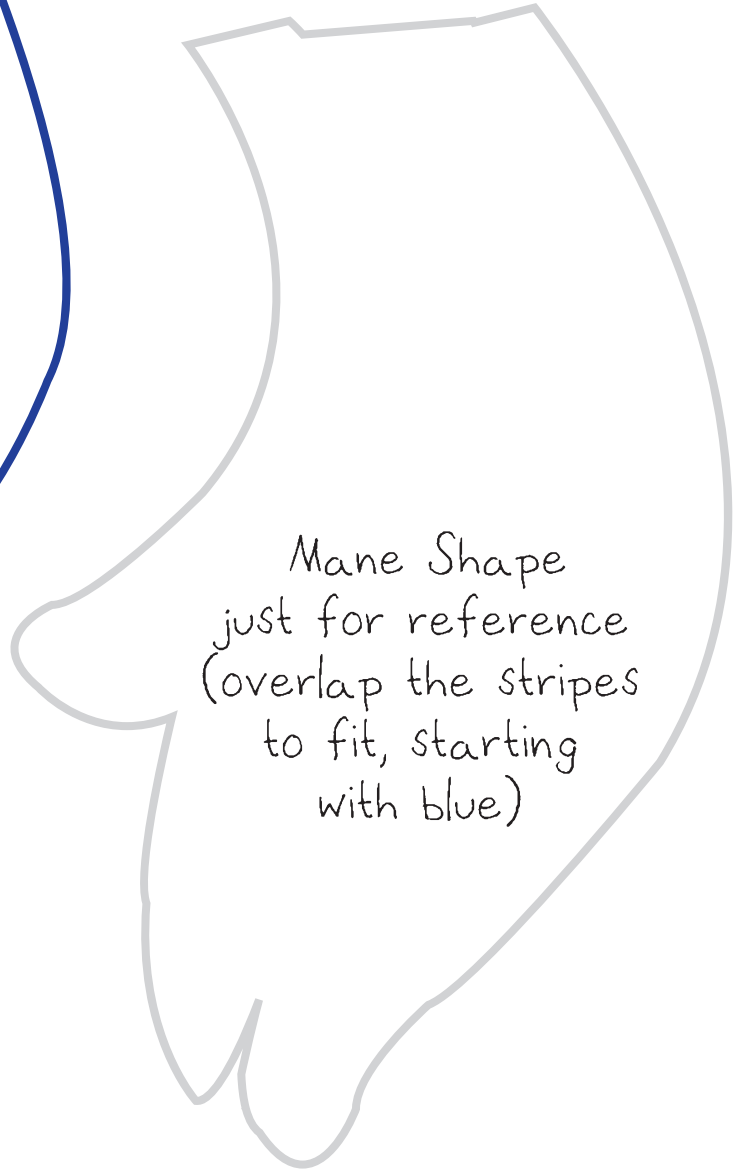 Mane Shape
just for reference
(overlap the stripes
to fit, starting
with blue)